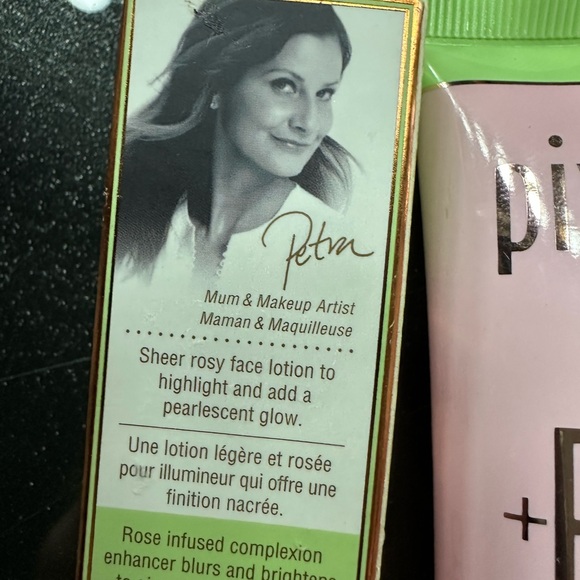 Petra
Mum & Makeup Artist
Maman & Maquilleuse
Sheer rosy face lotion to
highlight and add a
pearlescent glow.
Une lotion légère et rosée
pour illumineur qui offre une
finition nacrée.
Rose infused complexion
enhancer blurs and brightens
pi
+